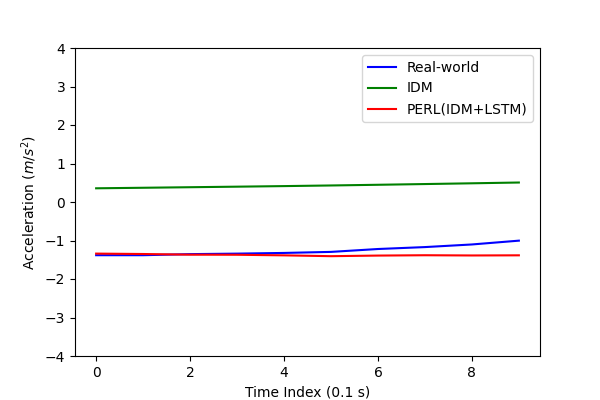 4
3
2
1
0
−1
−2
−3
−4
Acceleration (m/s²)
Real-world
IDM
PERL(IDM+LSTM)
0 2 4 6 8
Time Index (0.1 s)